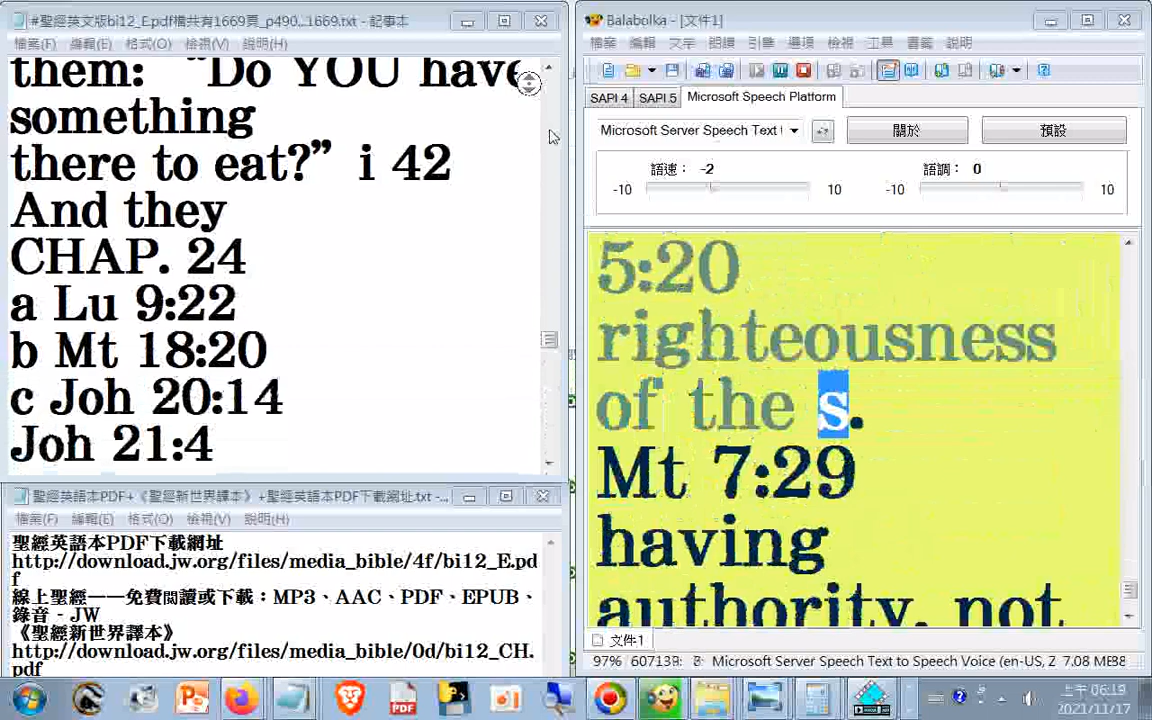 #聖經英文版bi12_E.pdf檔共有1669頁_p490,..1669.txt - 記事本
檔案(F) 編輯(E) 格式(O) 檢視(V) 說明(H)
them: “Do YOU have
something
there to eat?” i 42
And they
CHAP. 24
a Lu 9:22
b Mt 18:20
c Joh 20:14
Joh 21:4
聖經英語本PDF+《聖經新世界譯本》+聖經英語本PDF下載網址.txt -...
檔案(F) 編輯(E) 格式(O) 檢視(V) 說明(H)
聖經英語本PDF下載網址
http://download.jw.org/files/media_bible/4f/bi12_E.pd
f
線上聖經——免費閱讀或下載：MP3、AAC、PDF、EPUB、
錄音 - JW
《聖經新世界譯本》
http://download.jw.org/files/media_bible/0d/bi12_CH.
pdf
Balabolka - [文件1]
檔案 編輯 文字 朗讀 引擎 選項 檢視 工具 書籤 說明
SAPI 4 SAPI 5 Microsoft Speech Platform
Microsoft Server Speech Text
關於 預設
語速： -2 語調： 0
-10 10 -10 10
5:20
righteousness
of the s.
Mt 7:29
having
authority, not
文件1
97% Microsoft Server Speech Text to Speech Voice (en-US, Z 7.08 MB
PDF
上午 06:19
2021/11/17